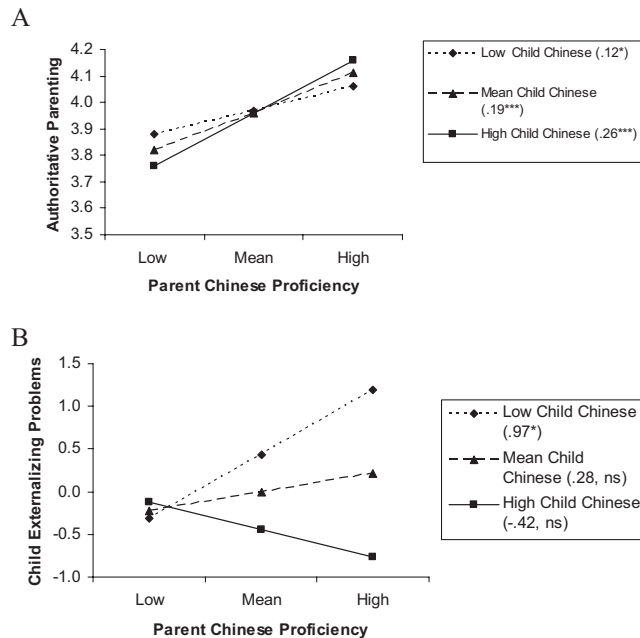 A
Authoritative Parenting
4.2
4.1
4.0
3.9
3.8
3.7
3.6
3.5
Low
Mean
High
Parent Chinese Proficiency
Low Child Chinese (.12*)
Mean Child Chinese
(.19***)
High Child Chinese (.26***)
B
Child Externalizing Problems
1.5
1.0
0.5
0.0
-0.5
-1.0
Low
Mean
High
Parent Chinese Proficiency
Low Child Chinese
(.97*)
Mean Child
Chinese (.28, ns)
High Child Chinese
(-.42, ns)